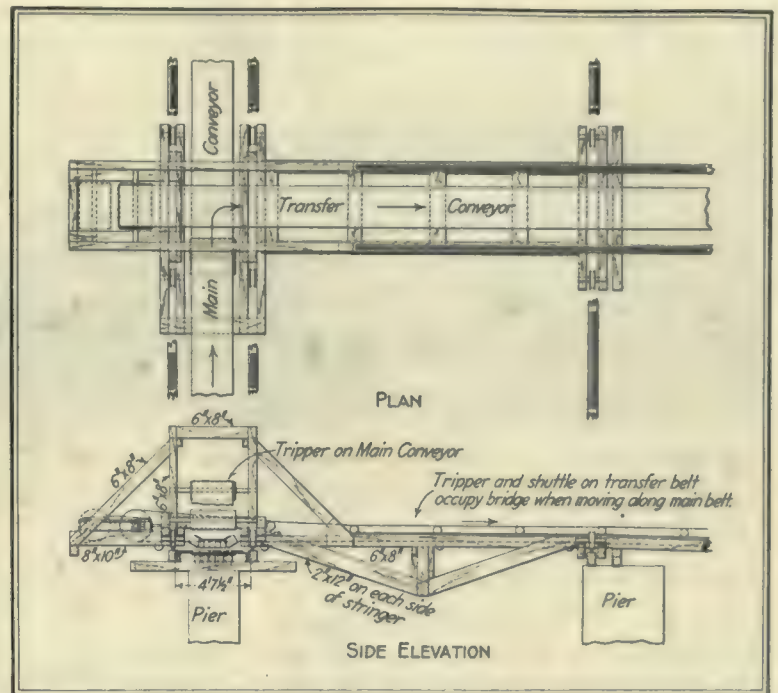 Conveyor
Transfer
Conveyor
Main
PLAN
6"x8"
Tripper on Main Conveyor
6"x8"
6"x8"
Tripper and shuttle on transfer belt
occupy bridge when moving along main belt.
8"x10"
6"x8"
4'7½"
2"x12" on each side
of stringer
Pier
Pier
SIDE ELEVATION